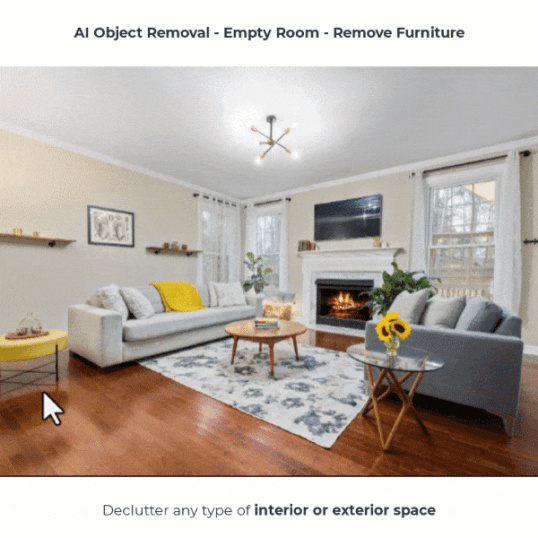 AI Object Removal - Empty Room - Remove Furniture
Declutter any type of interior or exterior space